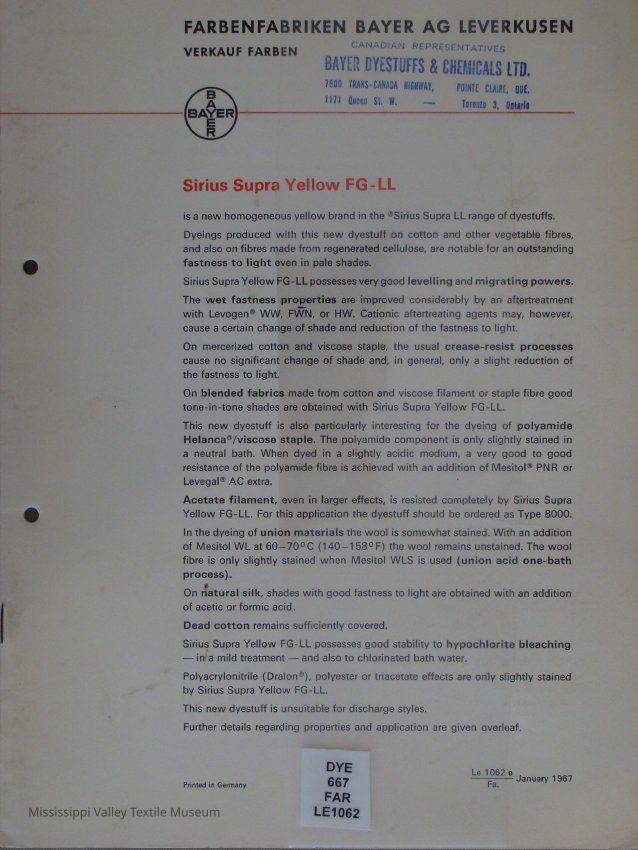 FARBENFABRIKEN BAYER AG LEVERKUSEN
VERKAUF FARBEN
CANADIAN REPRESENTATIVES
BAYER DYESTUFFS & CHEMICALS LTD.
7600 TRANS-CANADA HIGHWAY, POINTE CLAIRE, QUE.
1171 Queen St. W. — Toronto 3, Ontario
BAYER
BAYER
Sirius Supra Yellow FG-LL
is a new homogeneous yellow brand in the ®Sirius Supra LL range of dyestuffs.
Dyeings produced with this new dyestuff on cotton and other vegetable fibres,
and also on fibres made from regenerated cellulose, are notable for an outstanding
fastness to light even in pale shades.
Sirius Supra Yellow FG-LL possesses very good levelling and migrating powers.
The wet fastness properties are improved considerably by an aftertreatment
with Levogen® WW, FWN, or HW. Cationic aftertreating agents may, however,
cause a certain change of shade and reduction of the fastness to light.
On mercerized cotton and viscose staple, the usual crease-resist processes
cause no significant change of shade and, in general, only a slight reduction of
the fastness to light.
On blended fabrics made from cotton and viscose filament or staple fibre good
tone-in-tone shades are obtained with Sirius Supra Yellow FG-LL.
This new dyestuff is also particularly interesting for the dyeing of polyamide
Helanca®/viscose staple. The polyamide component is only slightly stained in
a neutral bath. When dyed in a slightly acidic medium, a very good to good
resistance of the polyamide fibre is achieved with an addition of Mesitol® PNR or
Levegal® AC extra.
Acetate filament, even in larger effects, is resisted completely by Sirius Supra
Yellow FG-LL. For this application the dyestuff should be ordered as Type 8000.
In the dyeing of union materials the wool is somewhat stained. With an addition
of Mesitol WL at 60–70°C (140–158°F) the wool remains unstained. The wool
fibre is only slightly stained when Mesitol WLS is used (union acid one-bath
process).
On natural silk, shades with good fastness to light are obtained with an addition
of acetic or formic acid.
Dead cotton remains sufficiently covered.
Sirius Supra Yellow FG-LL possesses good stability to hypochlorite bleaching
— in a mild treatment — and also to chlorinated bath water.
Polyacrylonitrile (Dralon®), polyester or triacetate effects are only slightly stained
by Sirius Supra Yellow FG-LL.
This new dyestuff is unsuitable for discharge styles.
Further details regarding properties and application are given overleaf.
Printed in Germany
DYE
667
FAR
LE1062
Le 1062 e
Fa.
January 1967
Mississippi Valley Textile Museum